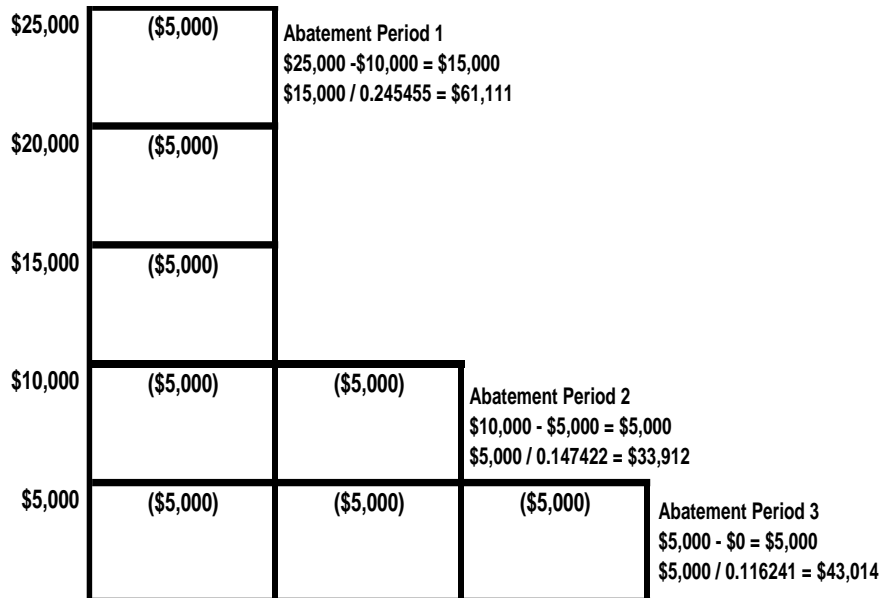 $25,000 ($5,000)
Abatement Period 1
$25,000 -$10,000 = $15,000
$15,000 / 0.245455 = $61,111
$20,000 ($5,000)
$15,000 ($5,000)
$10,000 ($5,000) ($5,000)
Abatement Period 2
$10,000 - $5,000 = $5,000
$5,000 / 0.147422 = $33,912
$5,000 ($5,000) ($5,000) ($5,000)
Abatement Period 3
$5,000 - $0 = $5,000
$5,000 / 0.116241 = $43,014